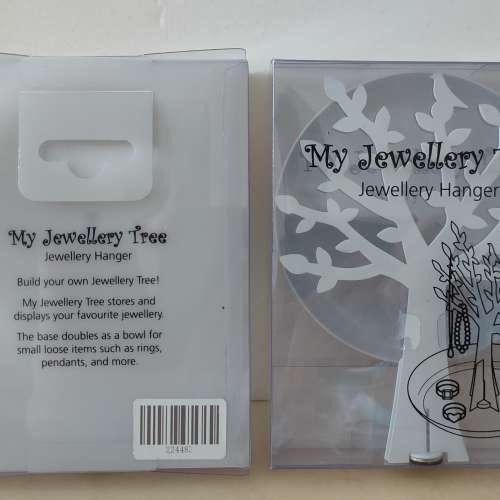 My Jewellery Tree
Jewellery Hanger
Build your own Jewellery Tree!
My Jewellery Tree stores and
displays your favourite jewellery.
The base doubles as a bowl for
small loose items such as rings,
pendants, and more.
My Jewellery T
Jewellery Hanger